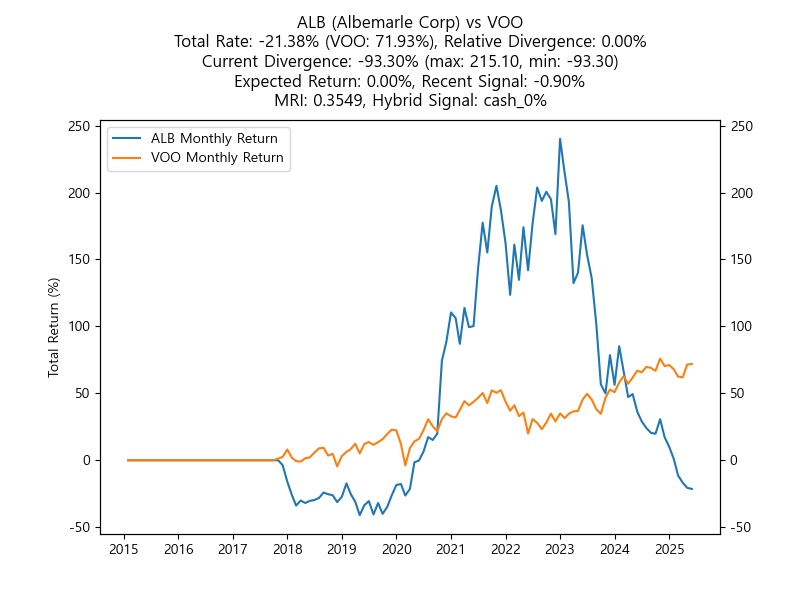 ALB (Albemarle Corp) vs VOO
Total Rate: -21.38% (VOO: 71.93%), Relative Divergence: 0.00%
Current Divergence: -93.30% (max: 215.10, min: -93.30)
Expected Return: 0.00%, Recent Signal: -0.90%
MRI: 0.3549, Hybrid Signal: cash_0%
ALB Monthly Return
VOO Monthly Return
Total Return (%)
250
200
150
100
50
0
-50
250
200
150
100
50
0
-50
2015 2016 2017 2018 2019 2020 2021 2022 2023 2024 2025